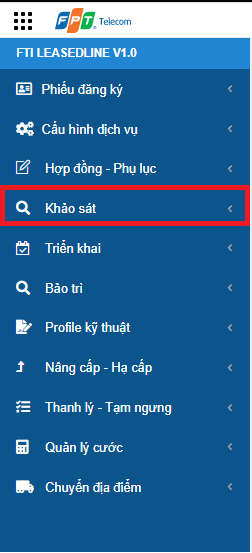 FPT Telecom
FTI LEASEDLINE V1.0
Phiếu đăng ký
Cấu hình dịch vụ
Hợp đồng - Phụ lục
Khảo sát
Triển khai
Bảo trì
Profile kỹ thuật
Nâng cấp - Hạ cấp
Thanh lý - Tạm ngưng
Quản lý cước
Chuyển địa điểm